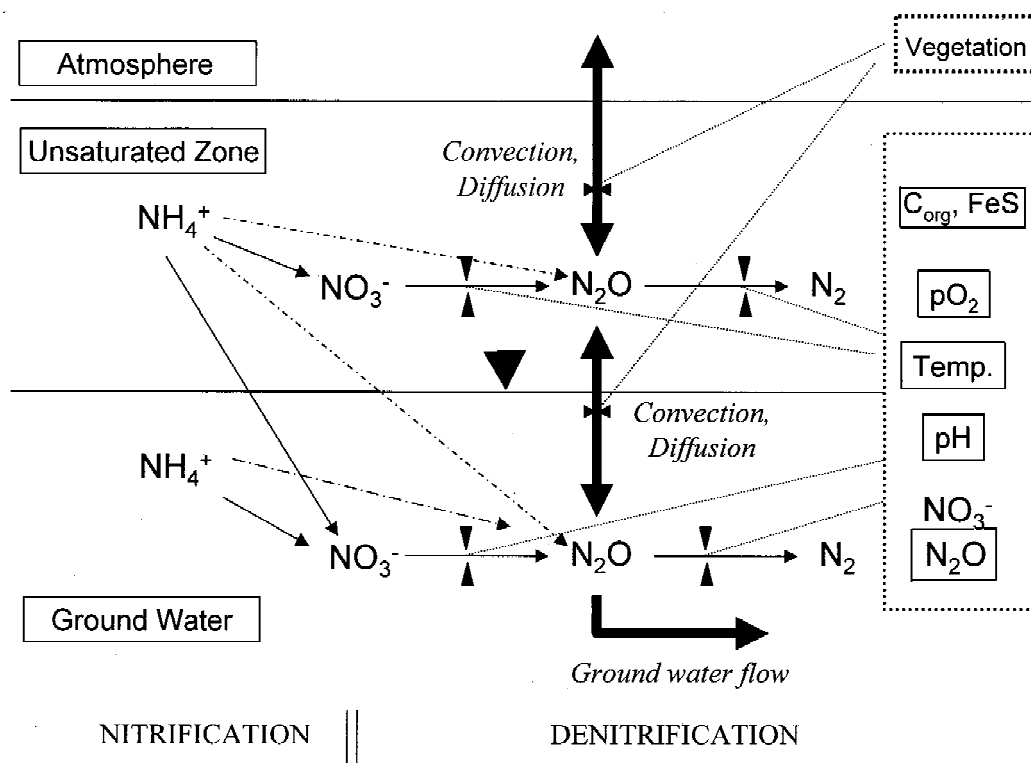 Atmosphere
Vegetation
Unsaturated Zone
Convection,
Diffusion
C_org, FeS
NH₄⁺
NO₃⁻
N₂O
N₂
pO₂
Temp.
Convection,
Diffusion
pH
NH₄⁺
NO₃⁻
NO₃⁻
N₂O
N₂
N₂O
Ground Water
Ground water flow
NITRIFICATION
DENITRIFICATION